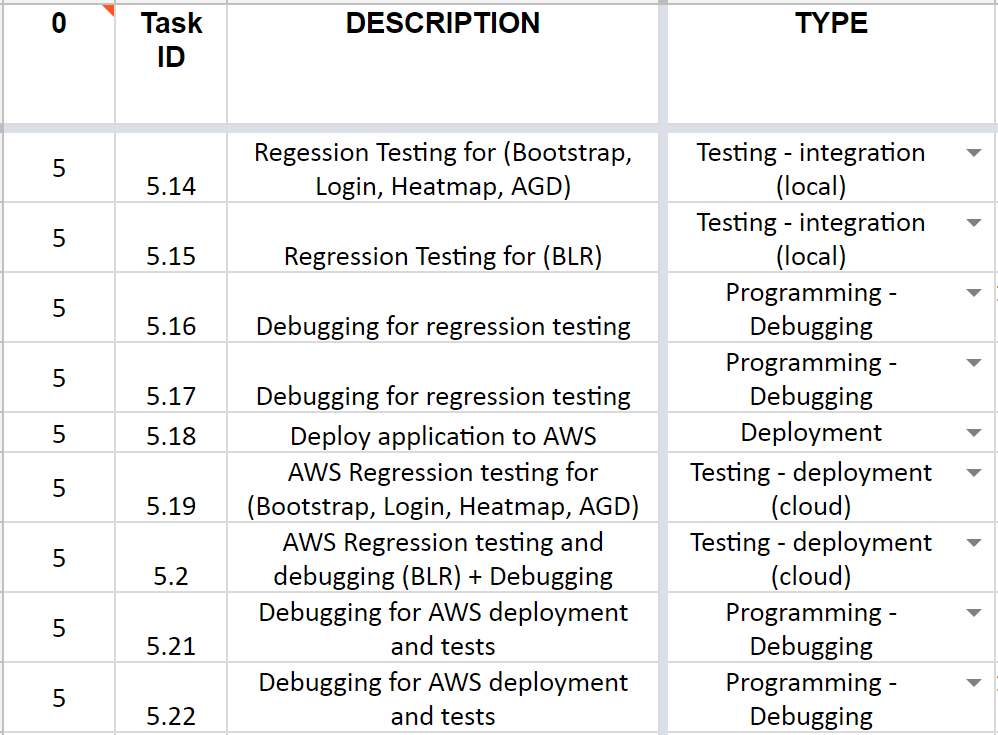 0 Task ID DESCRIPTION TYPE
5 5.14 Regession Testing for (Bootstrap, Login, Heatmap, AGD) Testing - integration (local)
5 5.15 Regression Testing for (BLR) Testing - integration (local)
5 5.16 Debugging for regression testing Programming - Debugging
5 5.17 Debugging for regression testing Programming - Debugging
5 5.18 Deploy application to AWS Deployment
5 5.19 AWS Regression testing for (Bootstrap, Login, Heatmap, AGD) Testing - deployment (cloud)
5 5.2 AWS Regression testing and debugging (BLR) + Debugging Testing - deployment (cloud)
5 5.21 Debugging for AWS deployment and tests Programming - Debugging
5 5.22 Debugging for AWS deployment and tests Programming - Debugging